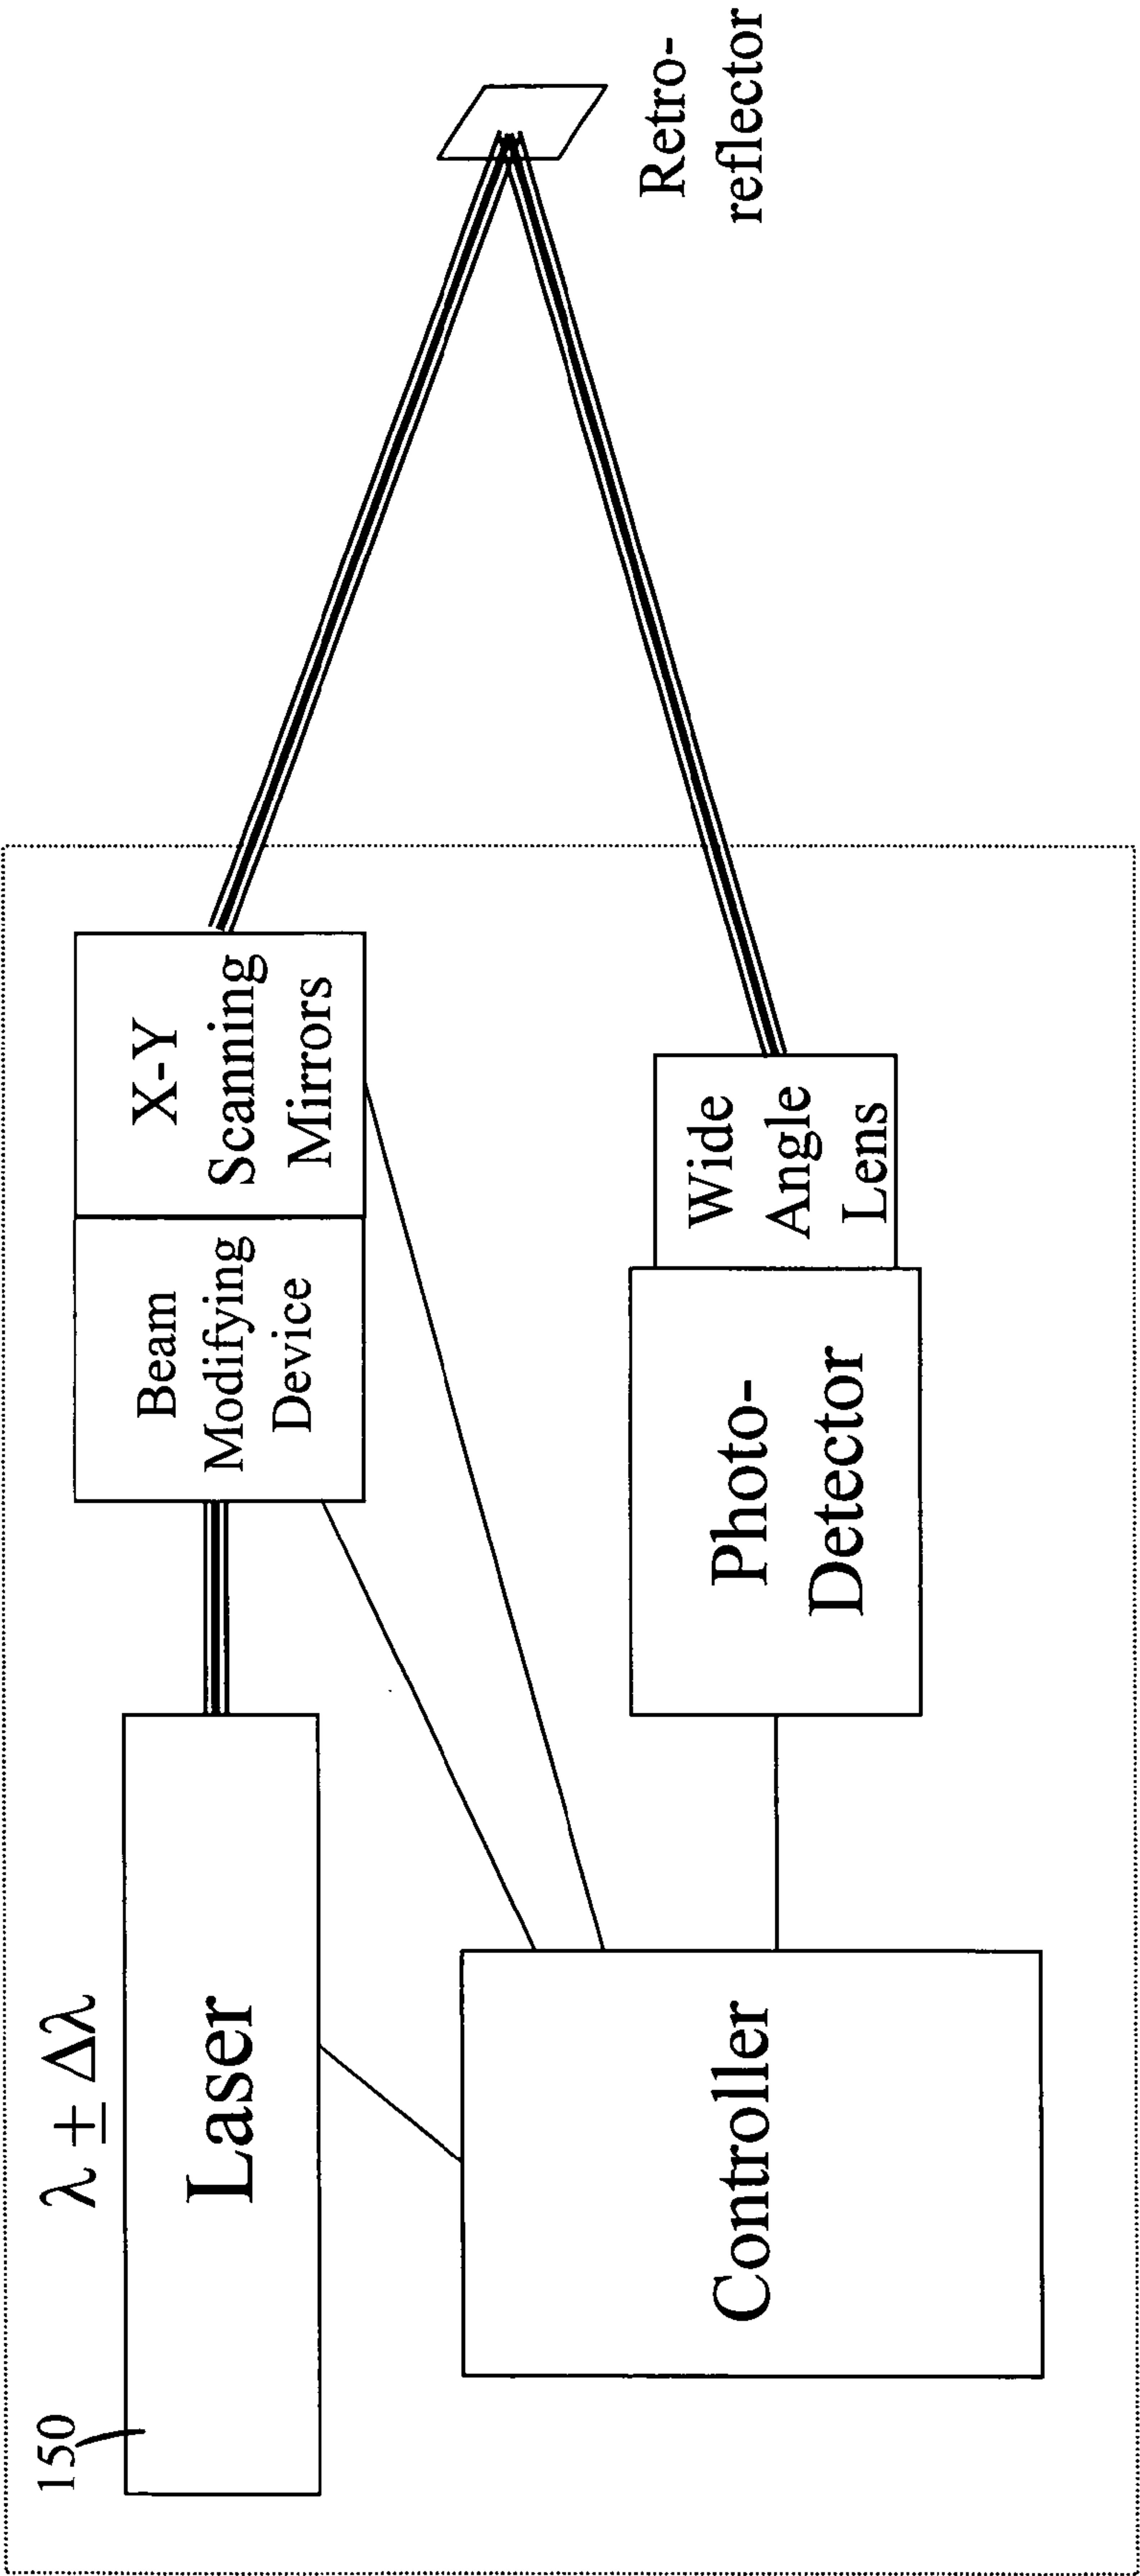 150
λ ± Δλ
Laser
Beam
Modifying
Device
X-Y
Scanning
Mirrors
Controller
Photo-
Detector
Wide
Angle
Lens
Retro-
reflector